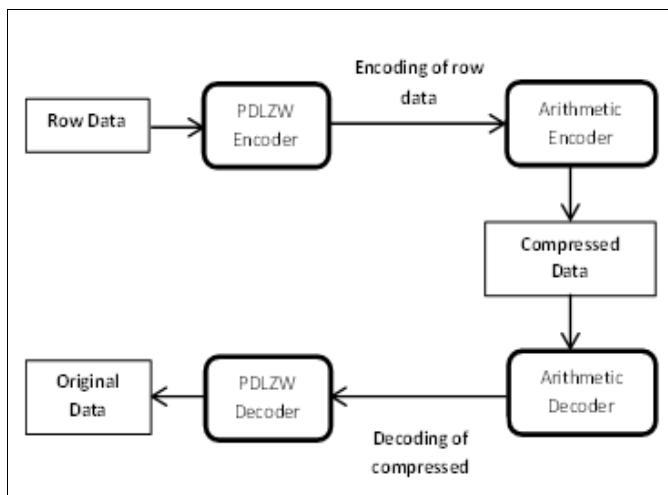 Row Data
PDLZW
Encoder
Encoding of row
data
Arithmetic
Encoder
Compressed
Data
Arithmetic
Decoder
Decoding of
compressed
PDLZW
Decoder
Original
Data